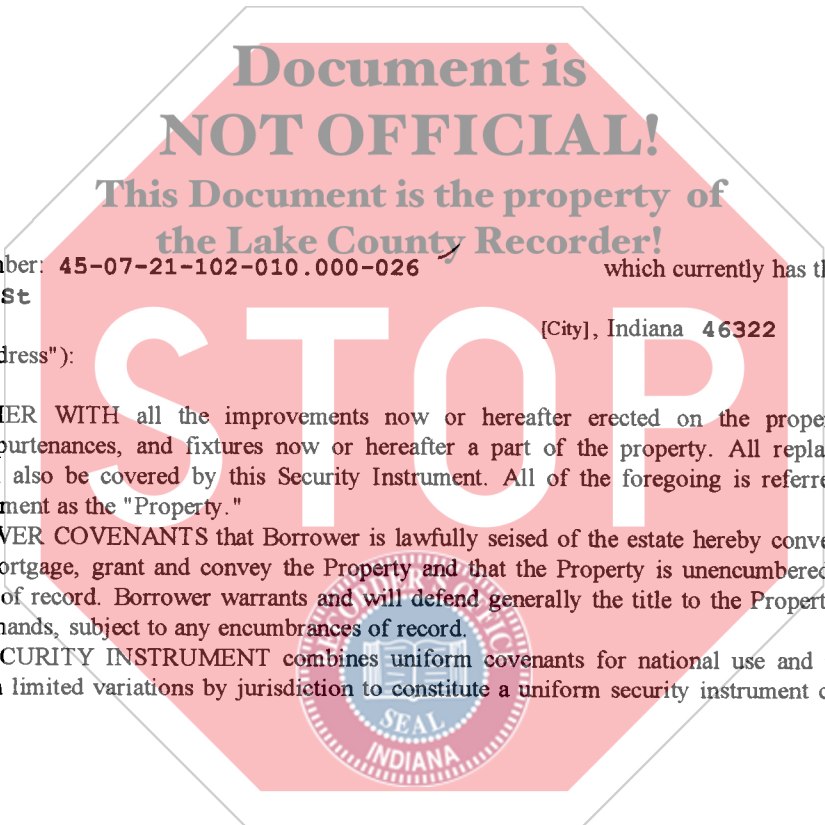 Document is
NOT OFFICIAL!
This Document is the property of
the Lake County Recorder!
ber: 45-07-21-102-010.000-026 which currently has
St
[City], Indiana 46322
dress"):
STOP
ER WITH all the improvements now or hereafter erected on the proper
purtenances, and fixtures now or hereafter a part of the property. All repla
also be covered by this Security Instrument. All of the foregoing is referre
ment as the "Property."
VER COVENANTS that Borrower is lawfully seised of the estate hereby conve
ortgage, grant and convey the Property and that the Property is unencumbered
of record. Borrower warrants and will defend generally the title to the Propert
ands, subject to any encumbrances of record.
CURITY INSTRUMENT combines uniform covenants for national use and
limited variations by jurisdiction to constitute a uniform security instrument c
RECORDER'S OFFIC
SEAL
INDIANA